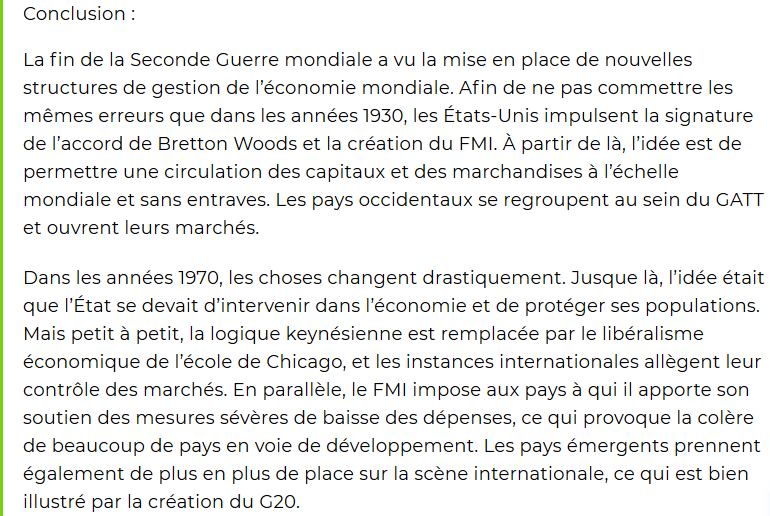 Conclusion :
La fin de la Seconde Guerre mondiale a vu la mise en place de nouvelles
structures de gestion de l’économie mondiale. Afin de ne pas commettre les
mêmes erreurs que dans les années 1930, les États-Unis impulsent la signature
de l’accord de Bretton Woods et la création du FMI. À partir de là, l’idée est de
permettre une circulation des capitaux et des marchandises à l’échelle
mondiale et sans entraves. Les pays occidentaux se regroupent au sein du GATT
et ouvrent leurs marchés.
Dans les années 1970, les choses changent drastiquement. Jusque là, l’idée était
que l’État se devait d’intervenir dans l’économie et de protéger ses populations.
Mais petit à petit, la logique keynésienne est remplacée par le libéralisme
économique de l’école de Chicago, et les instances internationales allègent leur
contrôle des marchés. En parallèle, le FMI impose aux pays à qui il apporte son
soutien des mesures sévères de baisse des dépenses, ce qui provoque la colère
de beaucoup de pays en voie de développement. Les pays émergents prennent
également de plus en plus de place sur la scène internationale, ce qui est bien
illustré par la création du G20.